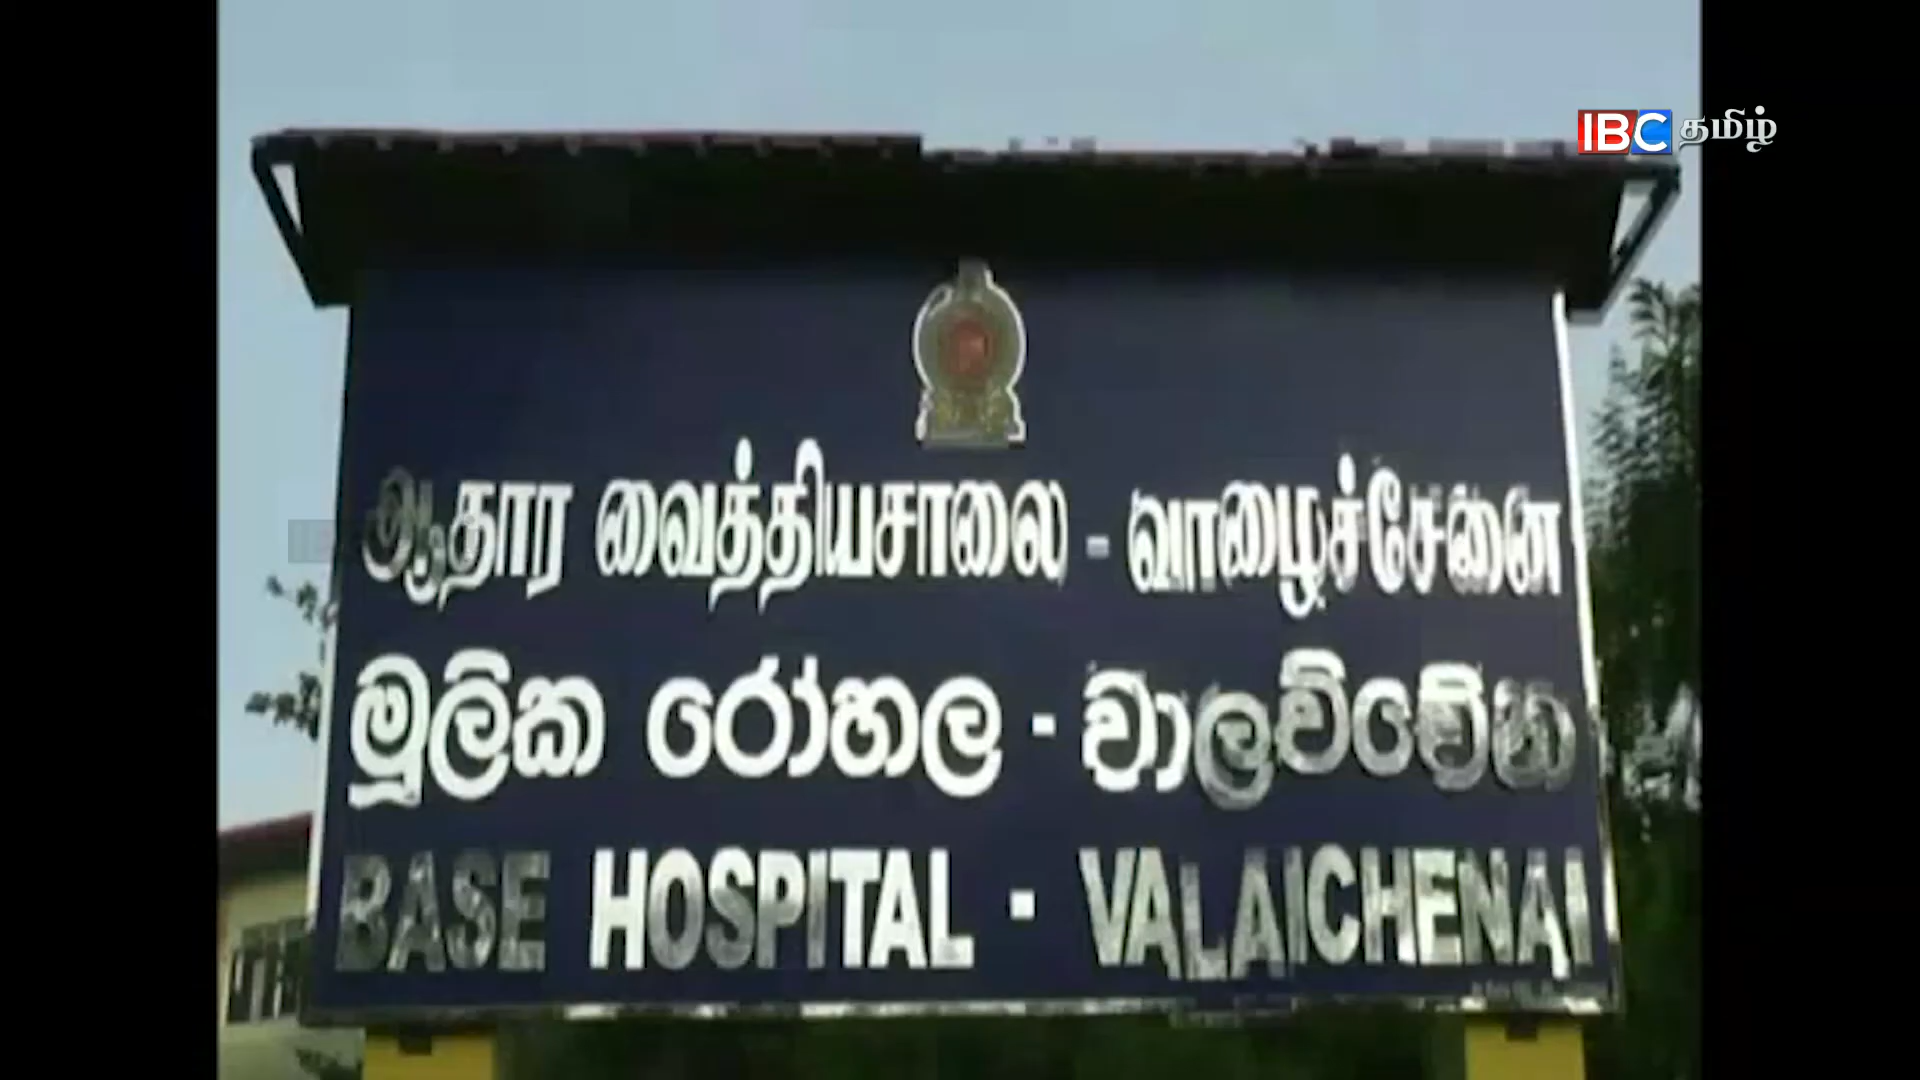 IBC தமிழ்
ஆதார வைத்தியசாலை - வாழைச்சேனை
මූලික රෝහල - වාලච්චේන
BASE HOSPITAL - VALAICHENAI